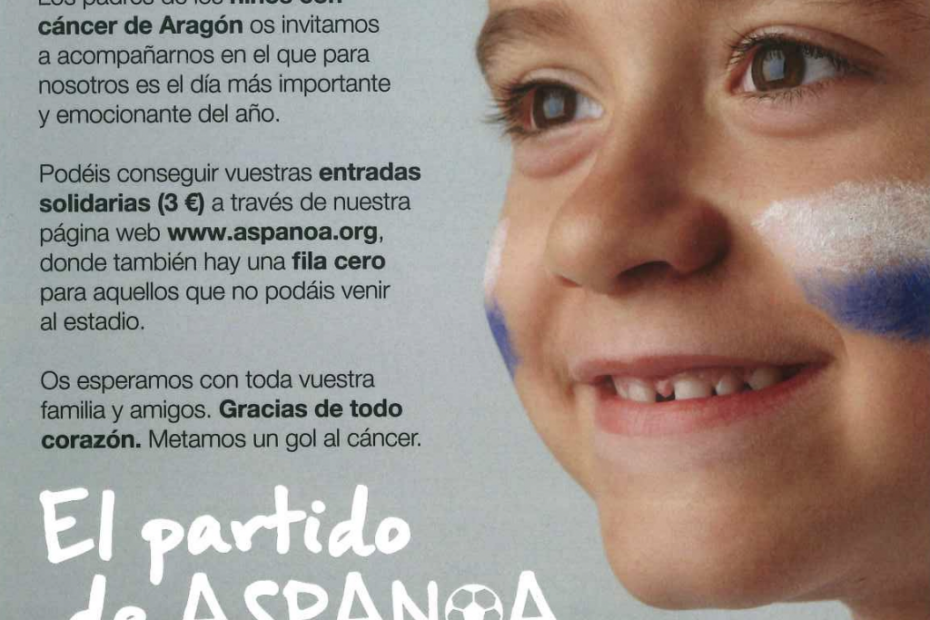 Los padres de los niños con
cáncer de Aragón os invitamos
a acompañarnos en el que para
nosotros es el día más importante
y emocionante del año.
Podéis conseguir vuestras entradas
solidarias (3 €) a través de nuestra
página web www.aspanoa.org,
donde también hay una fila cero
para aquellos que no podáis venir
al estadio.
Os esperamos con toda vuestra
familia y amigos. Gracias de todo
corazón. Metamos un gol al cáncer.
El partido
de ASPANOA